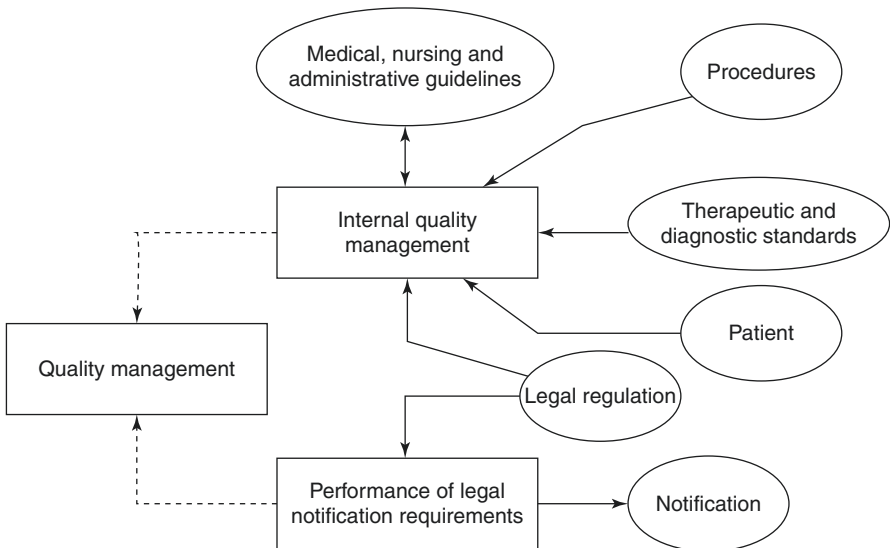 Medical, nursing and
administrative guidelines
Procedures
Internal quality
management
Therapeutic and
diagnostic standards
Patient
Quality management
Legal regulation
Performance of legal
notification requirements
Notification